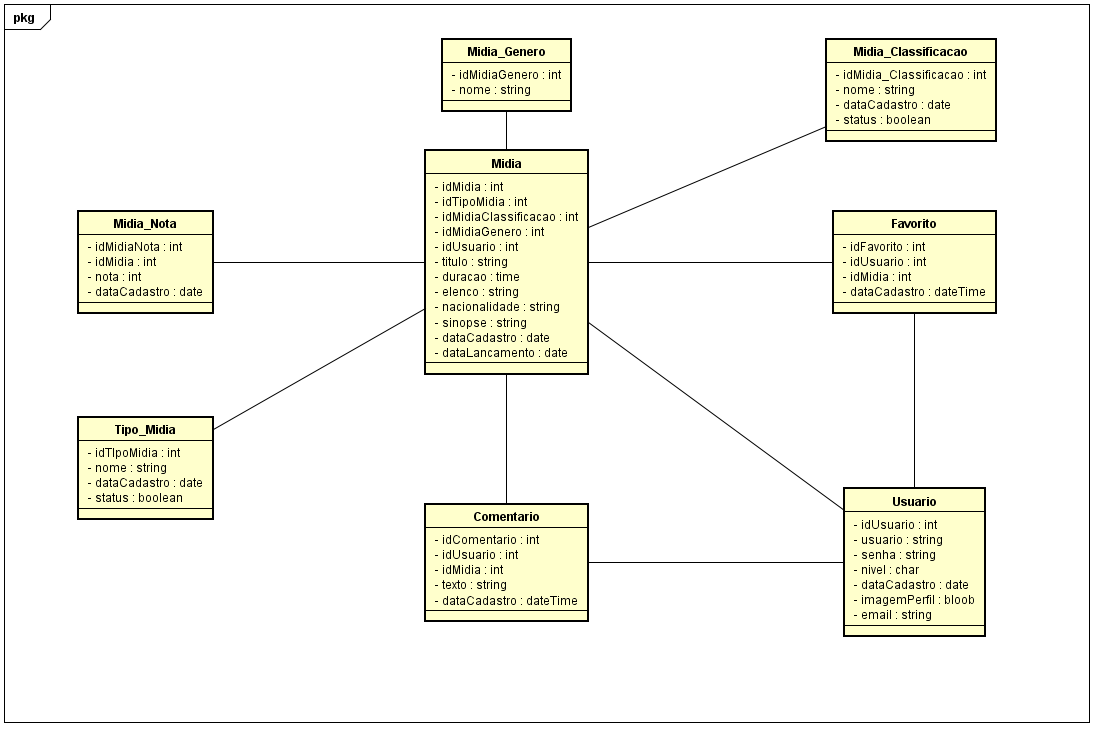 pkg
Midia_Genero
- idMidiaGenero : int
- nome : string
Midia_Classificacao
- idMidia_Classificacao : int
- nome : string
- dataCadastro : date
- status : boolean
Midia
- idMidia : int
- idTipoMidia : int
- idMidiaClassificacao : int
- idMidiaGenero : int
- idUsuario : int
- titulo : string
- duracao : time
- elenco : string
- nacionalidade : string
- sinopse : string
- dataCadastro : date
- dataLancamento : date
Midia_Nota
- idMidiaNota : int
- idMidia : int
- nota : int
- dataCadastro : date
Favorito
- idFavorito : int
- idUsuario : int
- idMidia : int
- dataCadastro : dateTime
Tipo_Midia
- idTIpoMidia : int
- nome : string
- dataCadastro : date
- status : boolean
Comentario
- idComentario : int
- idUsuario : int
- idMidia : int
- texto : string
- dataCadastro : dateTime
Usuario
- idUsuario : int
- usuario : string
- senha : string
- nivel : char
- dataCadastro : date
- imagemPerfil : bloob
- email : string